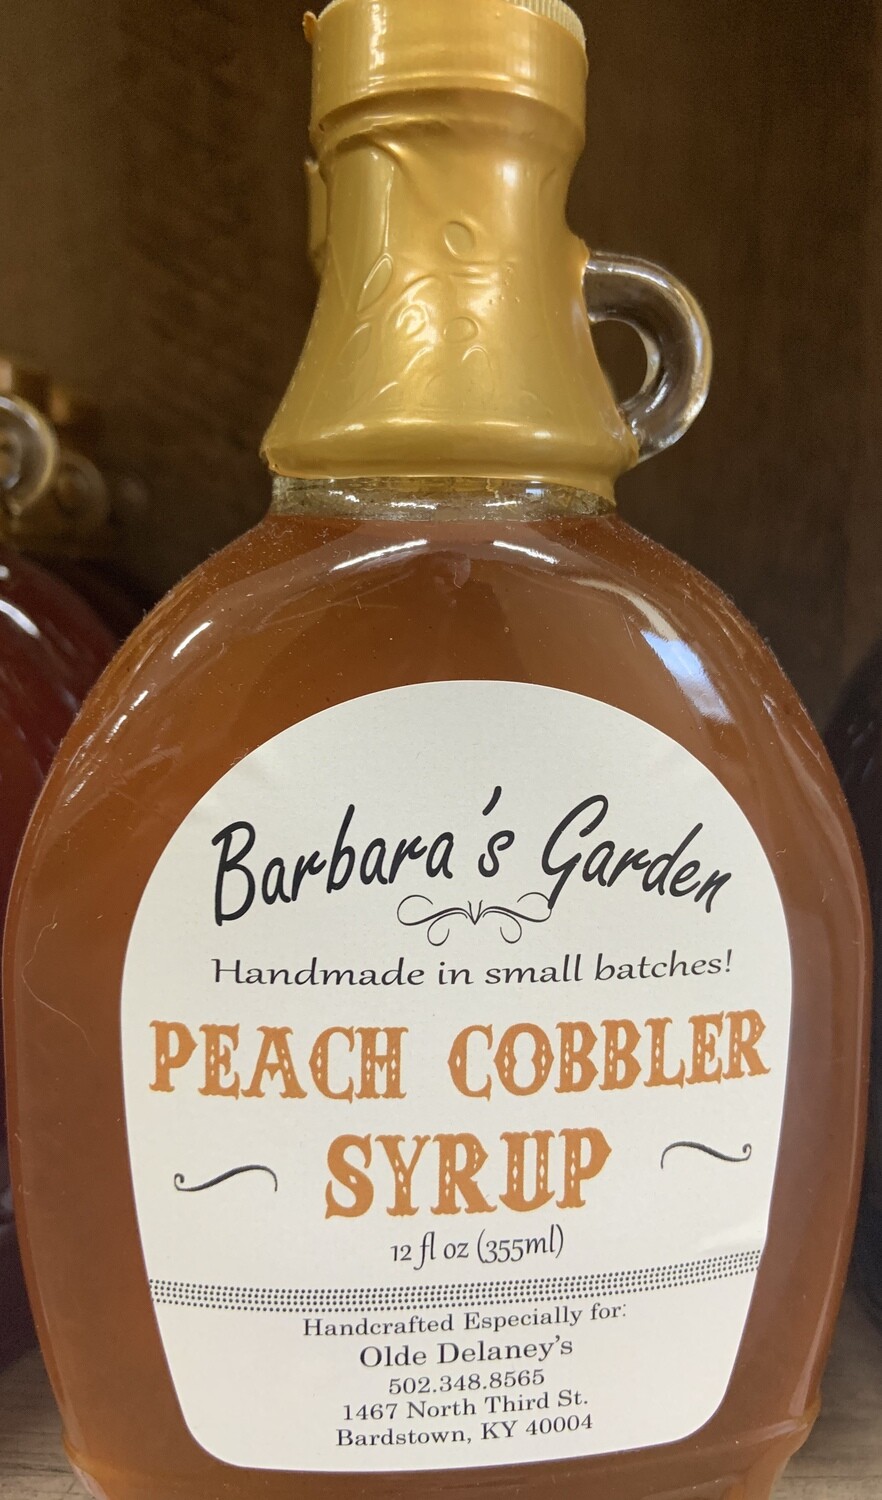 Barbara's Garden
Handmade in small batches!
PEACH COBBLER
SYRUP
12 fl oz (355ml)
Handcrafted Especially for:
Olde Delaney's
502.348.8565
1467 North Third St.
Bardstown, KY 40004